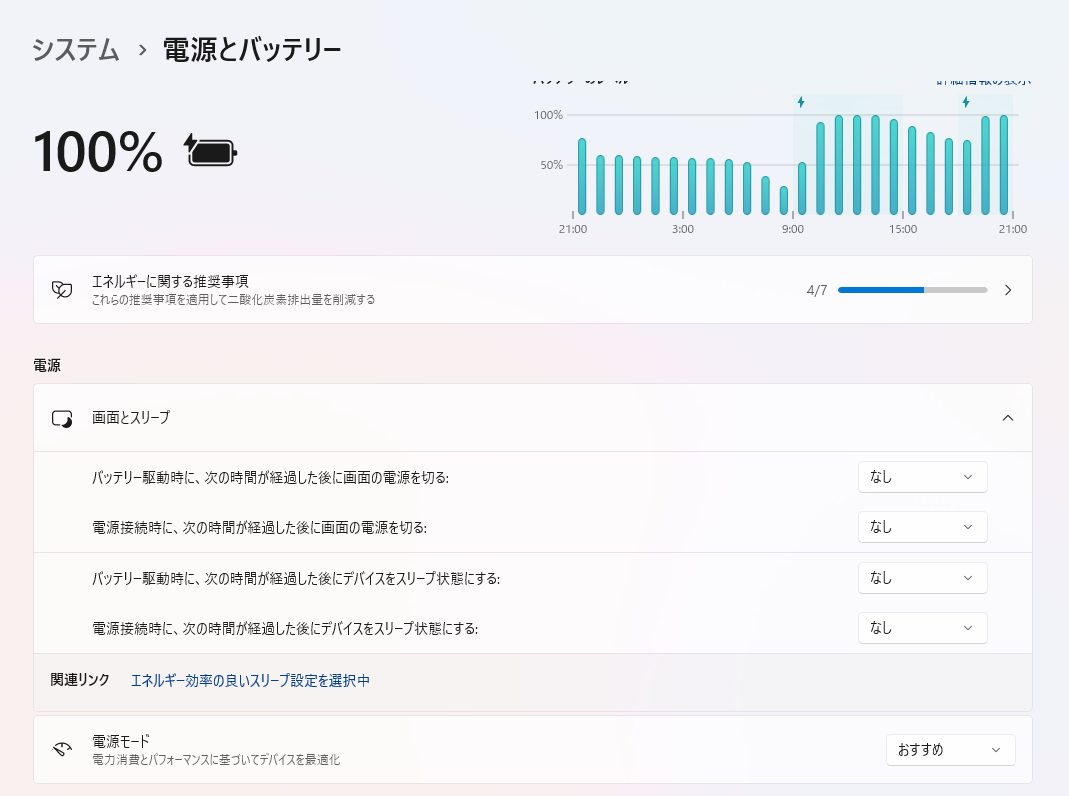 システム › 電源とバッテリー
100%
100%
50%
21:00 3:00 9:00 15:00 21:00
エネルギーに関する推奨事項
これらの推奨事項を適用して二酸化炭素排出量を削減する
4/7
電源
画面とスリープ
バッテリー駆動時に、次の時間が経過した後に画面の電源を切る:
なし
電源接続時に、次の時間が経過した後に画面の電源を切る:
なし
バッテリー駆動時に、次の時間が経過した後にデバイスをスリープ状態にする:
なし
電源接続時に、次の時間が経過した後にデバイスをスリープ状態にする:
なし
関連リンク エネルギー効率の良いスリープ設定を選択中
電源モード
電力消費とパフォーマンスに基づいてデバイスを最適化
おすすめ